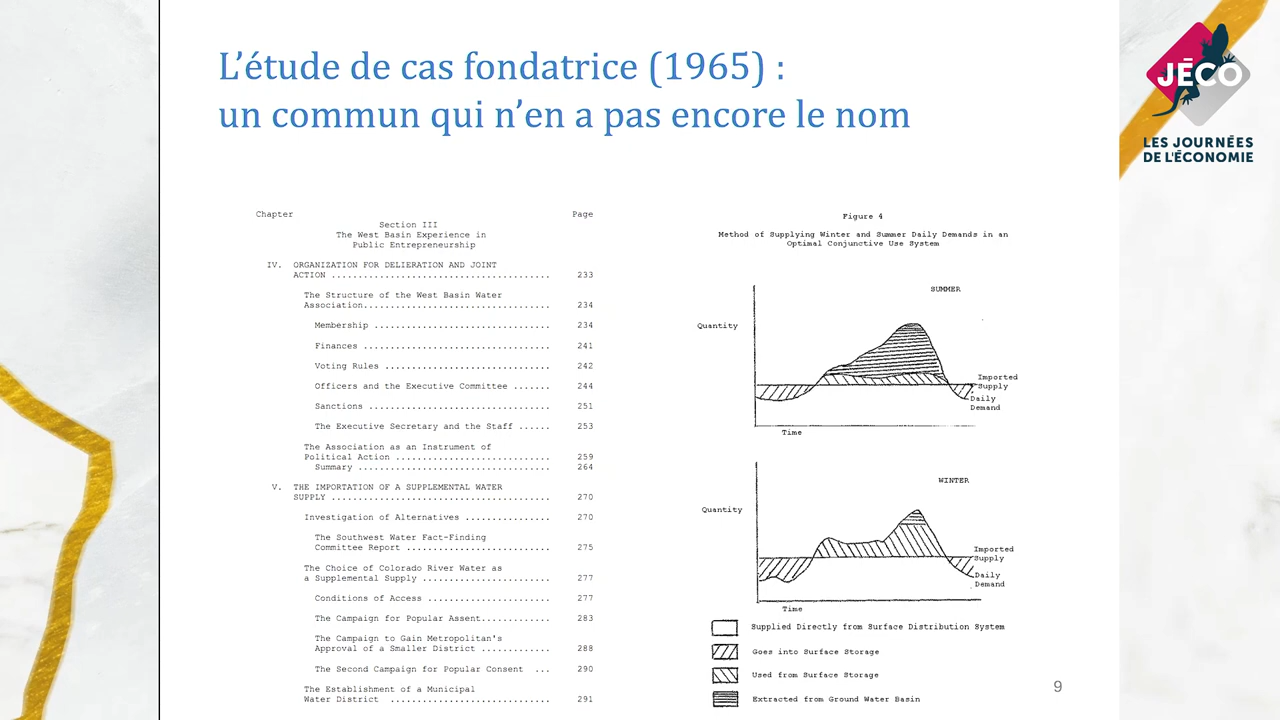 L'étude de cas fondatrice (1965) :
un commun qui n'en a pas encore le nom
JÉCO
LES JOURNÉES
DE L'ÉCONOMIE
Chapter Page
Section III
The West Basin Experience in
Public Entrepreneurship
IV. ORGANIZATION FOR DELIERATION AND JOINT
ACTION ......................................... 233
The Structure of the West Basin Water
Association................................... 234
Membership ................................. 234
Finances ................................... 241
Voting Rules ............................... 242
Officers and the Executive Committee ....... 244
Sanctions .................................. 251
The Executive Secretary and the Staff ...... 253
The Association as an Instrument of
Political Action ............................. 259
Summary .................................... 264
V. THE IMPORTATION OF A SUPPLEMENTAL WATER
SUPPLY ......................................... 270
Investigation of Alternatives ................ 270
The Southwest Water Fact-Finding
Committee Report ........................... 275
The Choice of Colorado River Water as
a Supplemental Supply ........................ 277
Conditions of Access ....................... 277
The Campaign for Popular Assent............. 283
The Campaign to Gain Metropolitan's
Approval of a Smaller District ............. 288
The Second Campaign for Popular Consent ... 290
The Establishment of a Municipal
Water District .............................. 291
Figure 4
Method of Supplying Winter and Summer Daily Demands in an
Optimal Conjunctive Use System
SUMMER
Quantity
Imported
Supply
Daily
Demand
Time
WINTER
Quantity
Imported
Supply
Daily
Demand
Time
Supplied Directly from Surface Distribution System
Goes into Surface Storage
Used from Surface Storage
Extracted from Ground Water Basin
9